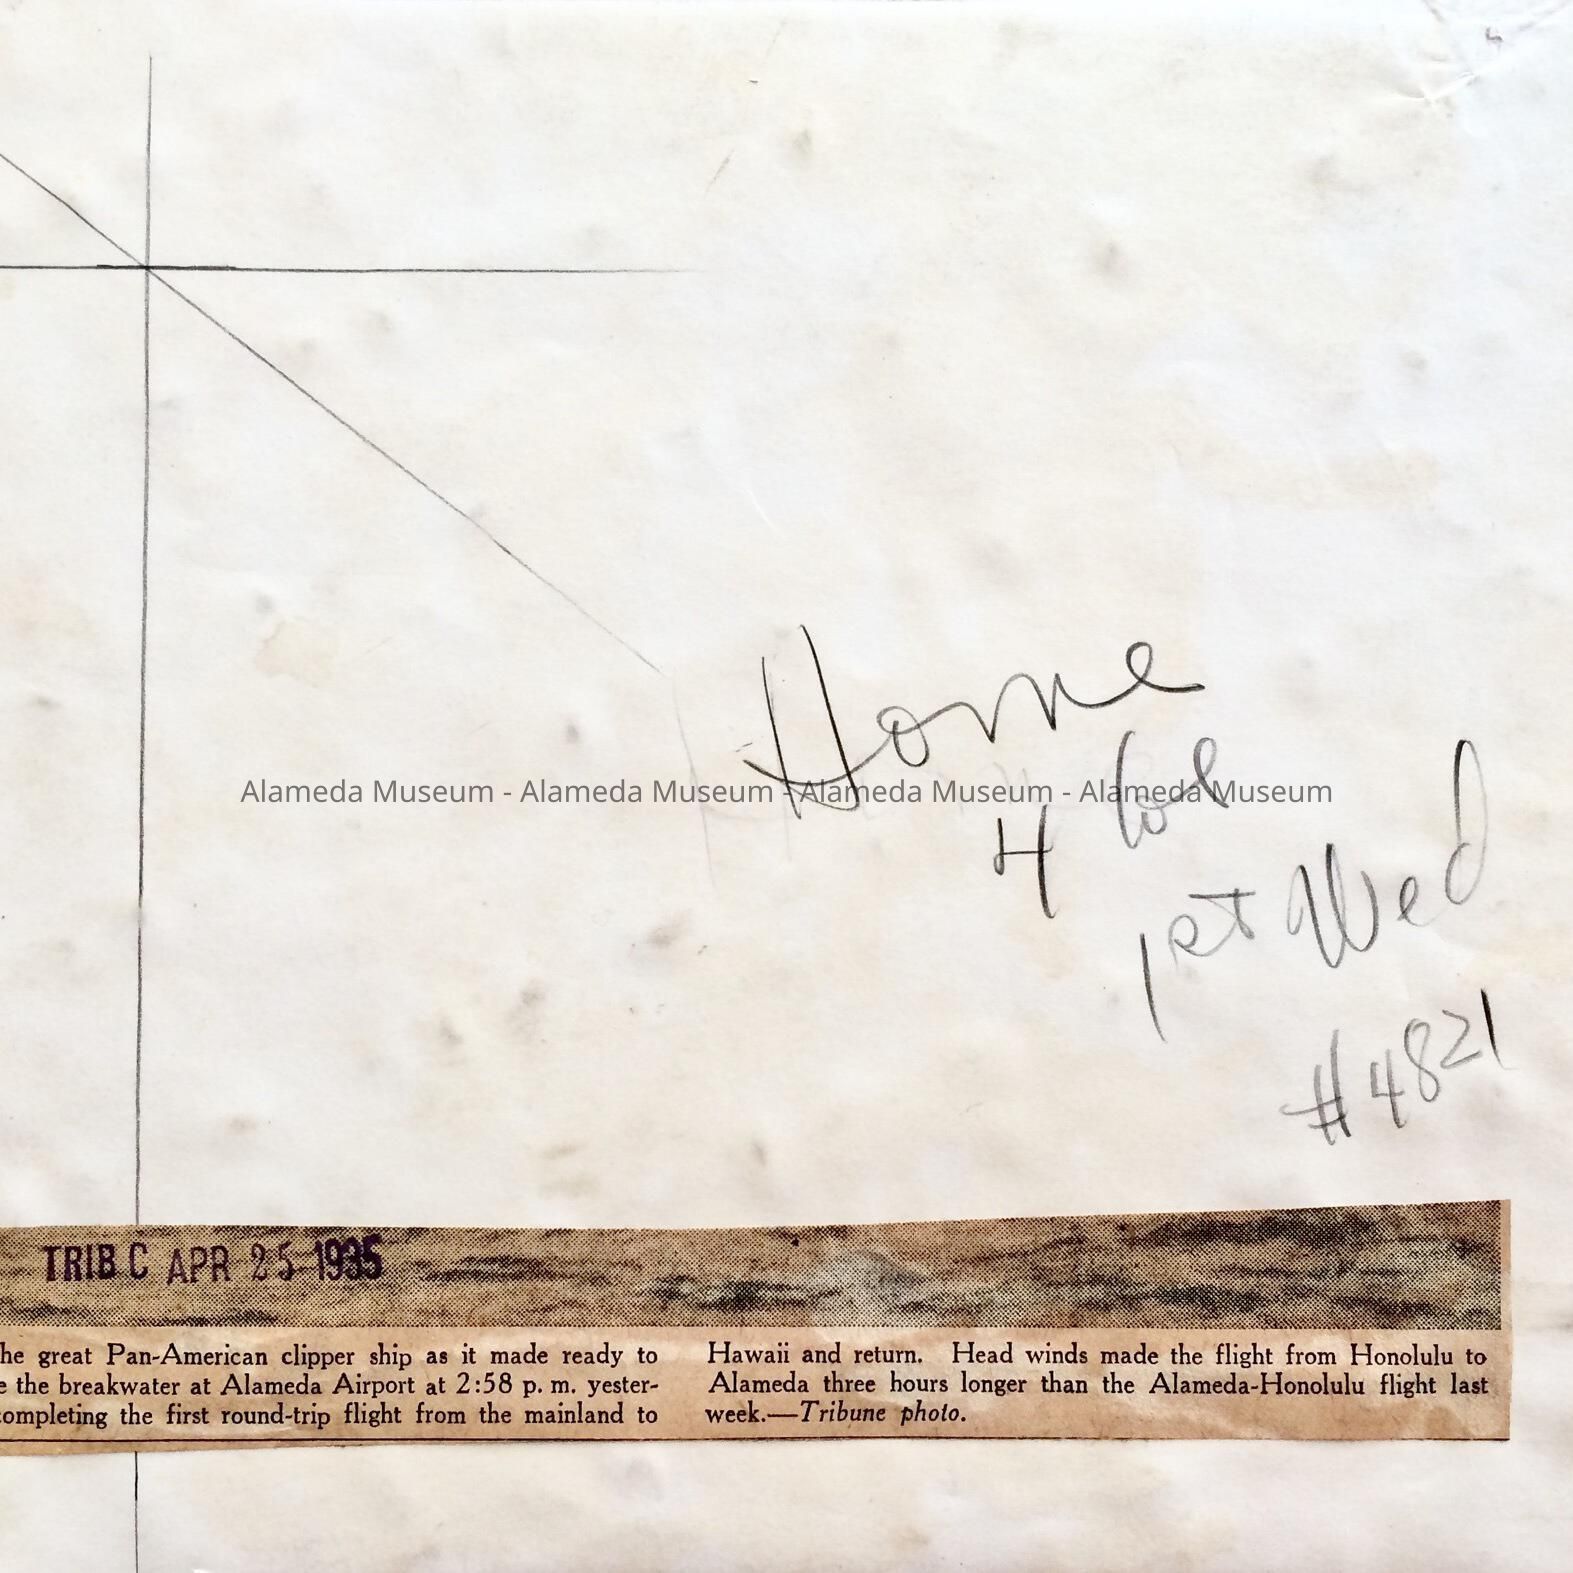 Home
Alameda Museum - Alameda Museum - Alameda Museum - Alameda Museum
4 Col
1st Wed
#4821
TRIB. C APR 25 1935
he great Pan-American clipper ship as it made ready to
e the breakwater at Alameda Airport at 2:58 p. m. yester-
ompleting the first round-trip flight from the mainland to
Hawaii and return. Head winds made the flight from Honolulu to
Alameda three hours longer than the Alameda-Honolulu flight last
week.—Tribune photo.